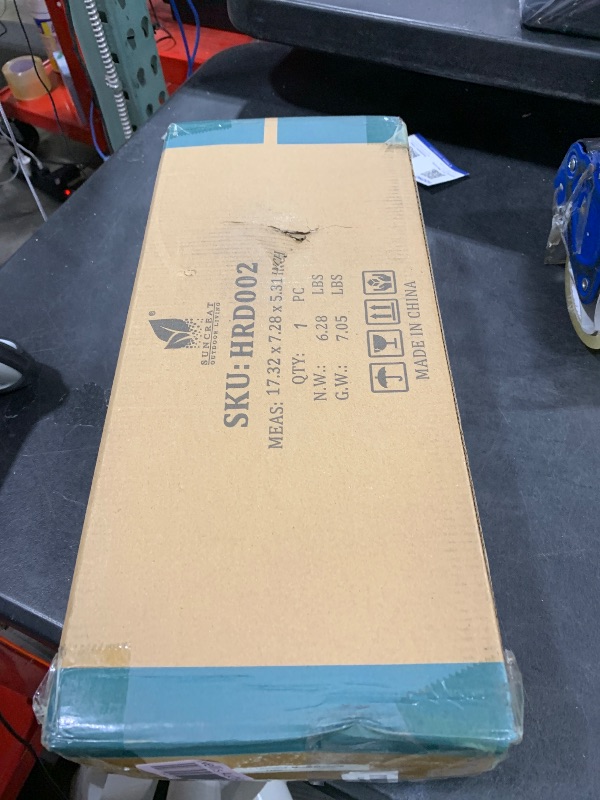 SUNCREAT®
OUTDOOR LIVING
SKU: HRD002
MEAS: 17.32 x 7.28 x 5.31 inch
QTY: 1 PC
N.W.: 6.28 LBS
G.W.: 7.05 LBS
MADE IN CHINA